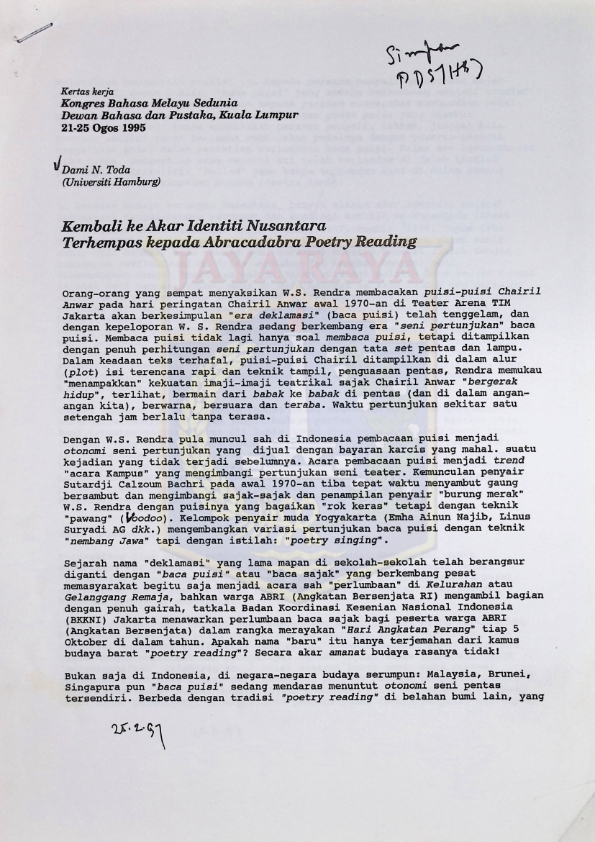 Simpan
PDS HBJ
Kertas kerja
Kongres Bahasa Melayu Sedunia
Dewan Bahasa dan Pustaka, Kuala Lumpur
21-25 Ogos 1995
Dami N. Toda
(Universiti Hamburg)
Kembali ke Akar Identiti Nusantara
Terhempas kepada Abracadabra Poetry Reading
JAYA RAYA
Orang-orang yang sempat menyaksikan W.S. Rendra membacakan puisi-puisi Chairil
Anwar pada hari peringatan Chairil Anwar awal 1970-an di Teater Arena TIM
Jakarta akan berkesimpulan "era deklamasi" (baca puisi) telah tenggelam, dan
dengan kepeloporan W. S. Rendra sedang berkembang era "seni pertunjukan" baca
puisi. Membaca puisi tidak lagi hanya soal membaca puisi, tetapi ditampilkan
dengan penuh perhitungan seni pertunjukan dengan tata set pentas dan lampu.
Dalam keadaan teks terhafal, puisi-puisi Chairil ditampilkan di dalam alur
(plot) isi terencana rapi dan teknik tampil, penguasaan pentas, Rendra memukau
"menampakkan" kekuatan imaji-imaji teatrikal sajak Chairil Anwar "bergerak
hidup", terlihat, bermain dari babak ke babak di pentas (dan di dalam angan-
angan kita), berwarna, bersuara dan teraba. Waktu pertunjukan sekitar satu
setengah jam berlalu tanpa terasa.
Dengan W.S. Rendra pula muncul sah di Indonesia pembacaan puisi menjadi
otonomi seni pertunjukan yang dijual dengan bayaran karcis yang mahal. suatu
kejadian yang tidak terjadi sebelumnya. Acara pembacaan puisi menjadi trend
"acara Kampus" yang mengimbangi pertunjukan seni teater. Kemunculan penyair
Sutardji Calzoum Bachri pada awal 1970-an tiba tepat waktu menyambut gaung
bersambut dan mengimbangi sajak-sajak dan penampilan penyair "burung merak"
W.S. Rendra dengan puisinya yang bagaikan "rok keras" tetapi dengan teknik
"pawang" (Voodoo). Kelompok penyair muda Yogyakarta (Emha Ainun Najib, Linus
Suryadi AG dkk.) mengembangkan variasi pertunjukan baca puisi dengan teknik
"nembang Jawa" tapi dengan istilah: "poetry singing".
Sejarah nama "deklamasi" yang lama mapan di sekolah-sekolah telah berangsur
diganti dengan "baca puisi" atau "baca sajak" yang berkembang pesat
memasyarakat begitu saja menjadi acara sah "perlumbaan" di Kelurahan atau
Gelanggang Remaja, bahkan warga ABRI (Angkatan Bersenjata RI) mengambil bagian
dengan penuh gairah, tatkala Badan Koordinasi Kesenian Nasional Indonesia
(BKKNI) Jakarta menawarkan perlumbaan baca sajak bagi peserta warga ABRI
(Angkatan Bersenjata) dalam rangka merayakan "Hari Angkatan Perang" tiap 5
Oktober di dalam tahun. Apakah nama "baru" itu hanya terjemahan dari kamus
budaya barat "poetry reading"? Secara akar amanat budaya rasanya tidak!
Bukan saja di Indonesia, di negara-negara budaya serumpun: Malaysia, Brunei,
Singapura pun "baca puisi" sedang mendaras menuntut otonomi seni pentas
tersendiri. Berbeda dengan tradisi "poetry reading" di belahan bumi lain, yang
25.2.97